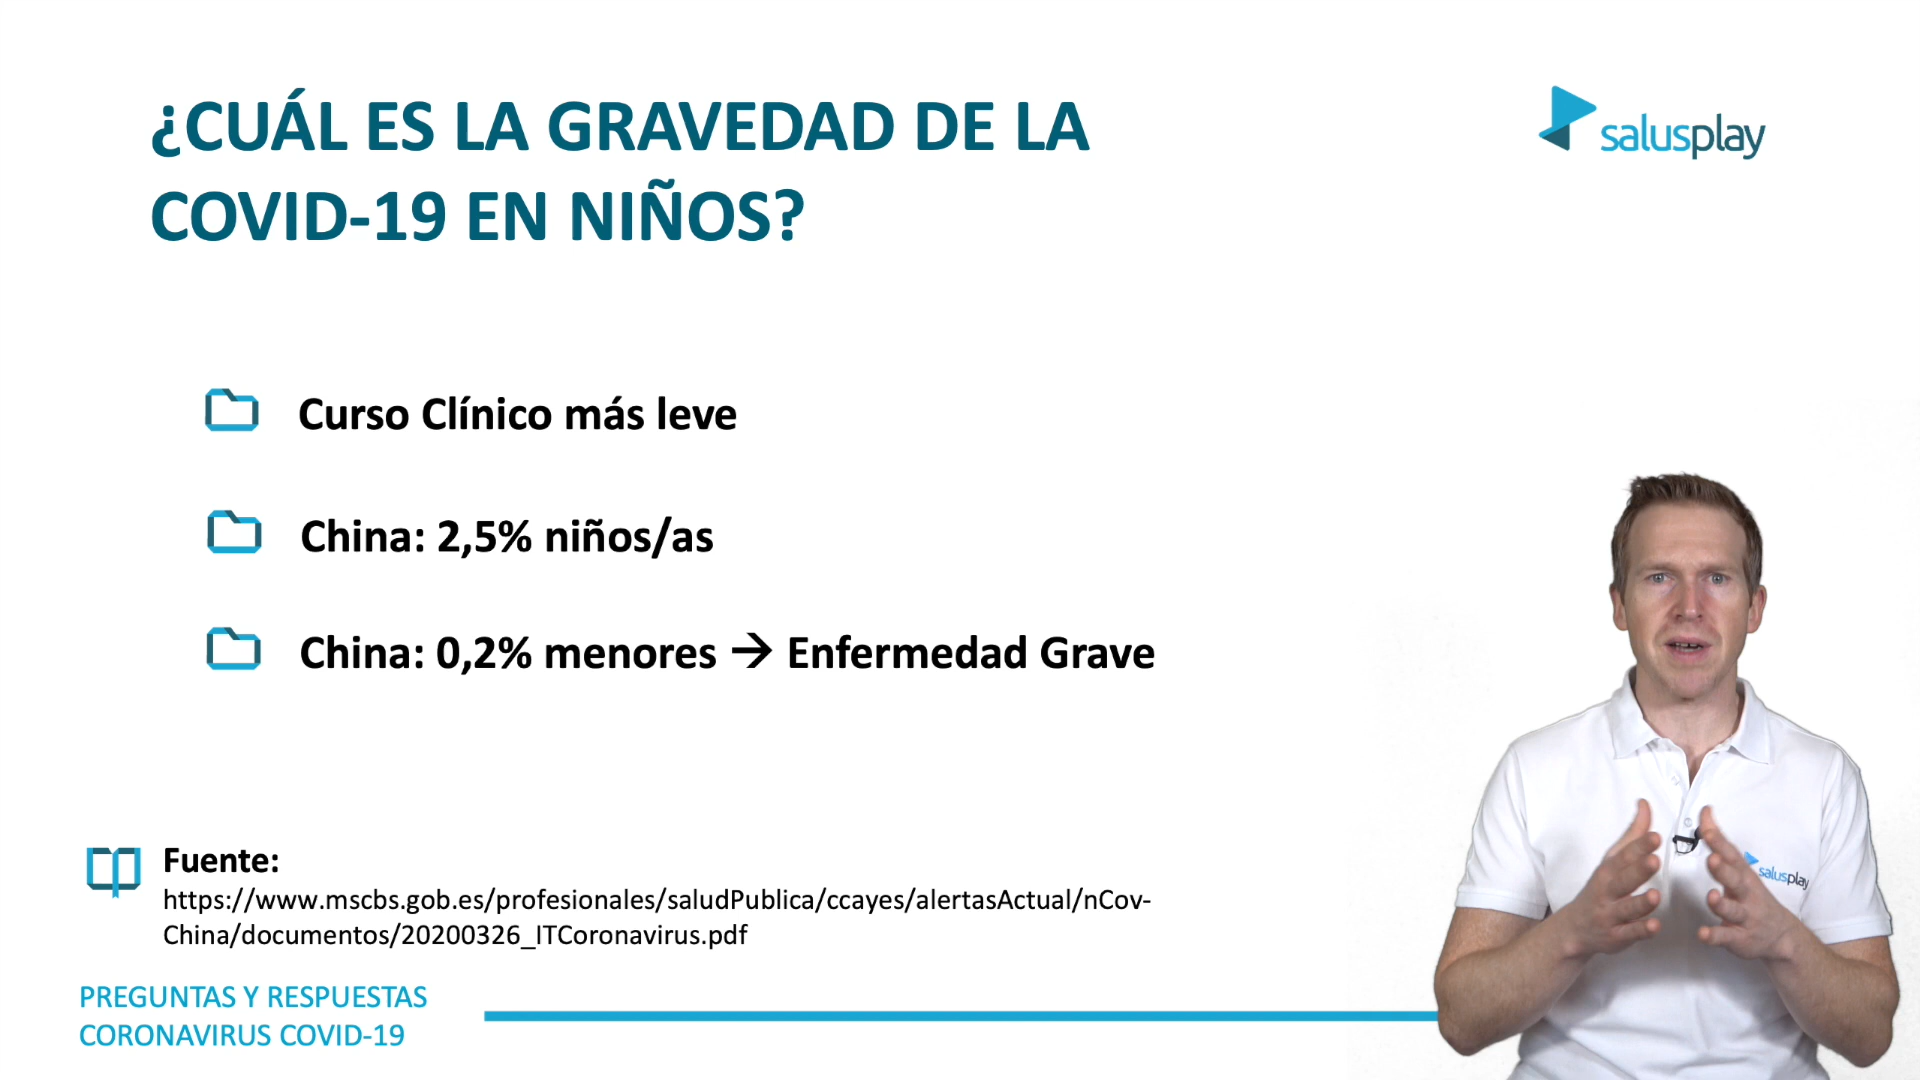 ¿CUÁL ES LA GRAVEDAD DE LA
COVID-19 EN NIÑOS?
salusplay
Curso Clínico más leve
China: 2,5% niños/as
China: 0,2% menores → Enfermedad Grave
Fuente:
https://www.mscbs.gob.es/profesionales/saludPublica/ccayes/alertasActual/nCov-
China/documentos/20200326_ITCoronavirus.pdf
salusplay
PREGUNTAS Y RESPUESTAS
CORONAVIRUS COVID-19